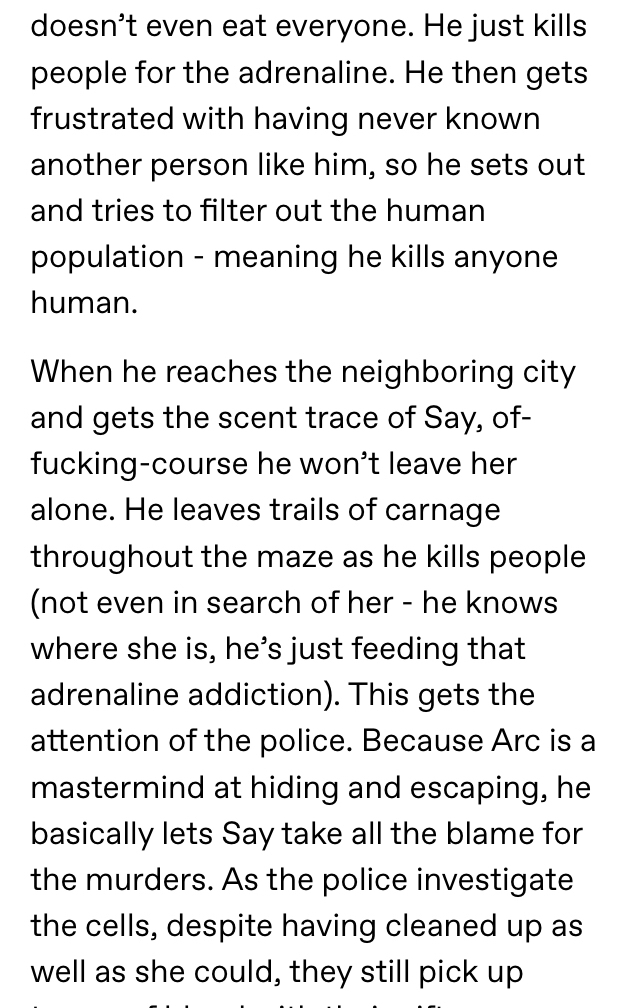 doesn’t even eat everyone. He just kills
people for the adrenaline. He then gets
frustrated with having never known
another person like him, so he sets out
and tries to filter out the human
population - meaning he kills anyone
human.
When he reaches the neighboring city
and gets the scent trace of Say, of-
fucking-course he won’t leave her
alone. He leaves trails of carnage
throughout the maze as he kills people
(not even in search of her - he knows
where she is, he’s just feeding that
adrenaline addiction). This gets the
attention of the police. Because Arc is a
mastermind at hiding and escaping, he
basically lets Say take all the blame for
the murders. As the police investigate
the cells, despite having cleaned up as
well as she could, they still pick up